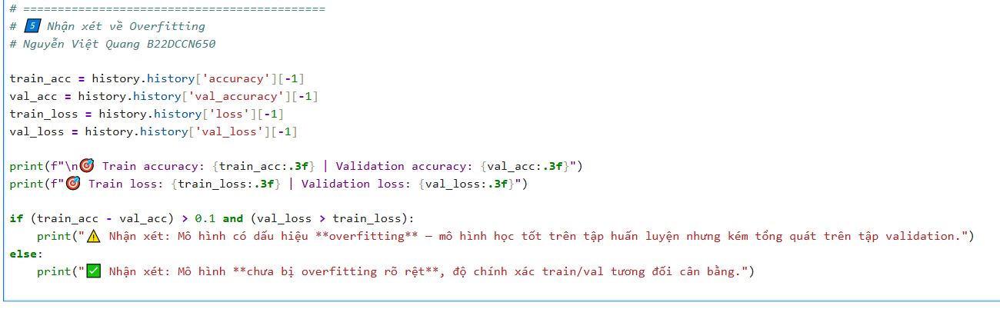 # ============================================
# 5️⃣ Nhận xét về Overfitting
# Nguyễn Việt Quang B22DCCN650
train_acc = history.history['accuracy'][-1]
val_acc = history.history['val_accuracy'][-1]
train_loss = history.history['loss'][-1]
val_loss = history.history['val_loss'][-1]
print(f"\n🎯 Train accuracy: {train_acc:.3f} | Validation accuracy: {val_acc:.3f}")
print(f"🎯 Train loss: {train_loss:.3f} | Validation loss: {val_loss:.3f}")
if (train_acc - val_acc) > 0.1 and (val_loss > train_loss):
    print("⚠️ Nhận xét: Mô hình có dấu hiệu **overfitting** — mô hình học tốt trên tập huấn luyện nhưng kém tổng quát trên tập validation.")
else:
    print("✅ Nhận xét: Mô hình **chưa bị overfitting rõ rệt**, độ chính xác train/val tương đối cân bằng.")